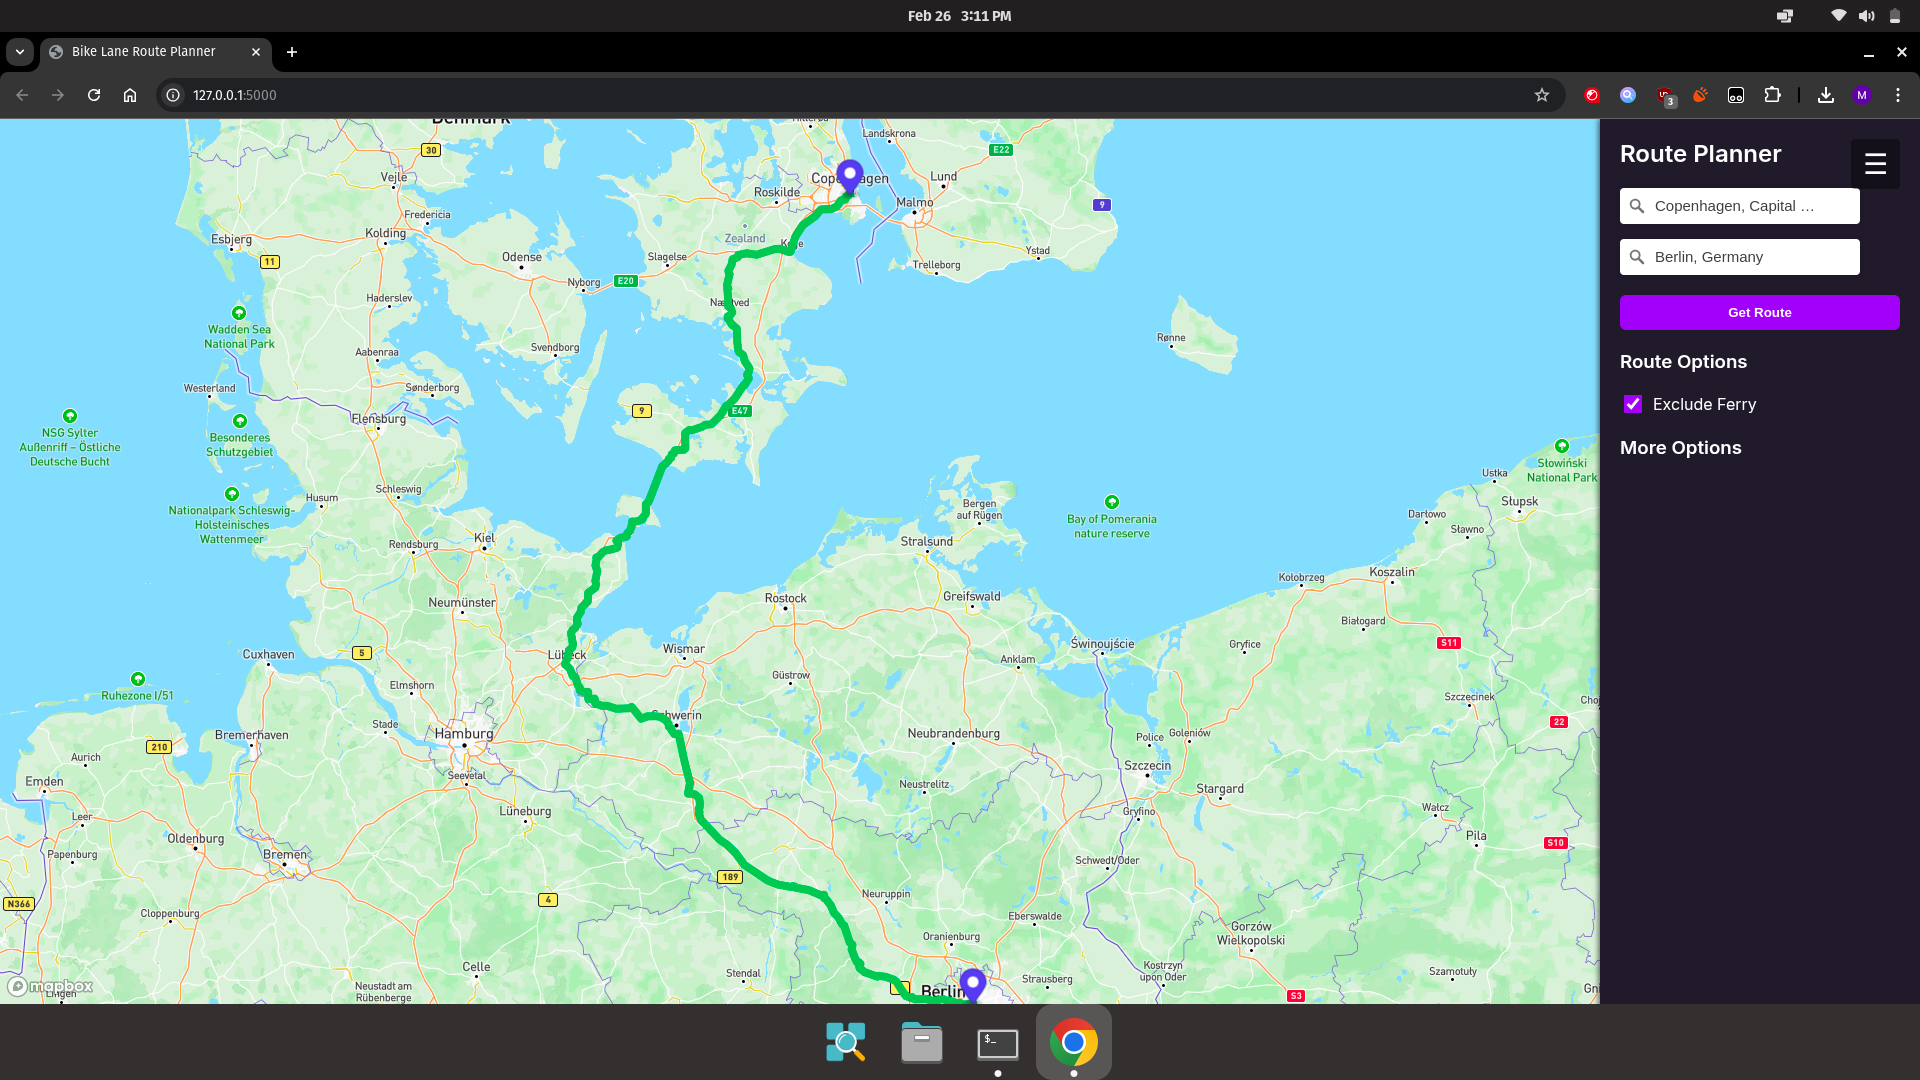 Feb 26 3:11 PM
Bike Lane Route Planner
127.0.0.1:5000
3
M
Denmark
Landskrona
30
E22
Vejle
Copenhagen
Lund
Roskilde
Malmo
9
Fredericia
Kolding
Esbjerg
Zealand
Køge
Ystad
11
Odense
Slagelse
Trelleborg
Nyborg
E20
Haderslev
Næstved
Wadden Sea
National Park
Rønne
Svendborg
Aabenraa
Westerland
Sønderborg
9
E47
Flensburg
NSG Sylter
Außenriff – Östliche
Deutsche Bucht
Besonderes
Schutzgebiet
Słowiński
National Park
Ustka
Schleswig
Husum
Bergen
auf Rügen
Słupsk
Nationalpark Schleswig-
Holsteinisches
Wattenmeer
Bay of Pomerania
nature reserve
Darłowo
Sławno
Kiel
Rendsburg
Stralsund
Koszalin
Kołobrzeg
Neumünster
Rostock
Greifswald
Białogard
S11
Świnoujście
Gryfice
5
Cuxhaven
Lübeck
Wismar
Anklam
Güstrow
Elmshorn
Ruhezone I/51
Szczecinek
Schwerin
22
Stade
Bremerhaven
Hamburg
Neubrandenburg
Police
Goleniów
210
Aurich
Szczecin
Emden
Seevetal
Neustrelitz
Stargard
Lüneburg
Gryfino
Wałcz
Leer
Oldenburg
Piła
S10
Papenburg
Bremen
Schwedt/Oder
189
Neuruppin
4
N366
Cloppenburg
Eberswalde
Gorzów
Wielkopolski
Oranienburg
Celle
Stendal
Kostrzyn
upon Oder
Strausberg
Szamotuły
Neustadt am
Rübenberge
Berlin
S3
Lingen
mapbox
Route Planner
Copenhagen, Capital …
Berlin, Germany
Get Route
Route Options
Exclude Ferry
More Options
$_